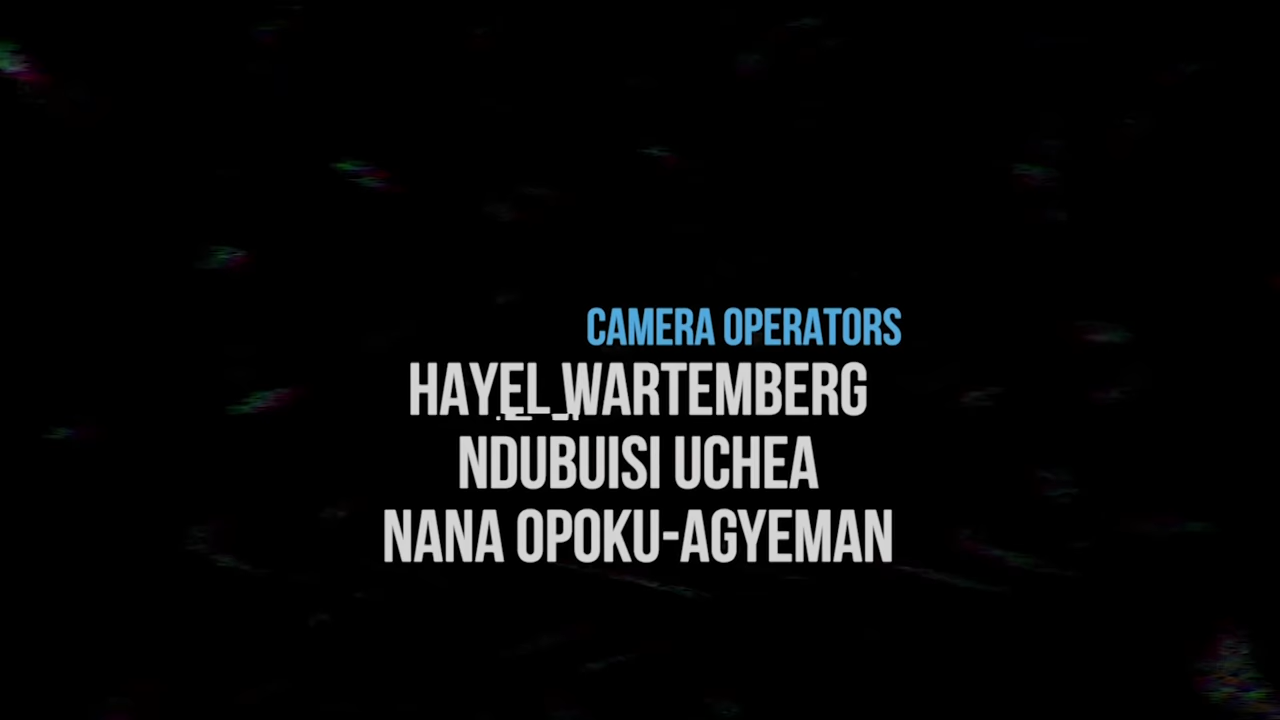 CAMERA OPERATORS
HAYEL WARTEMBERG
NDUBUISI UCHEA
NANA OPOKU-AGYEMAN